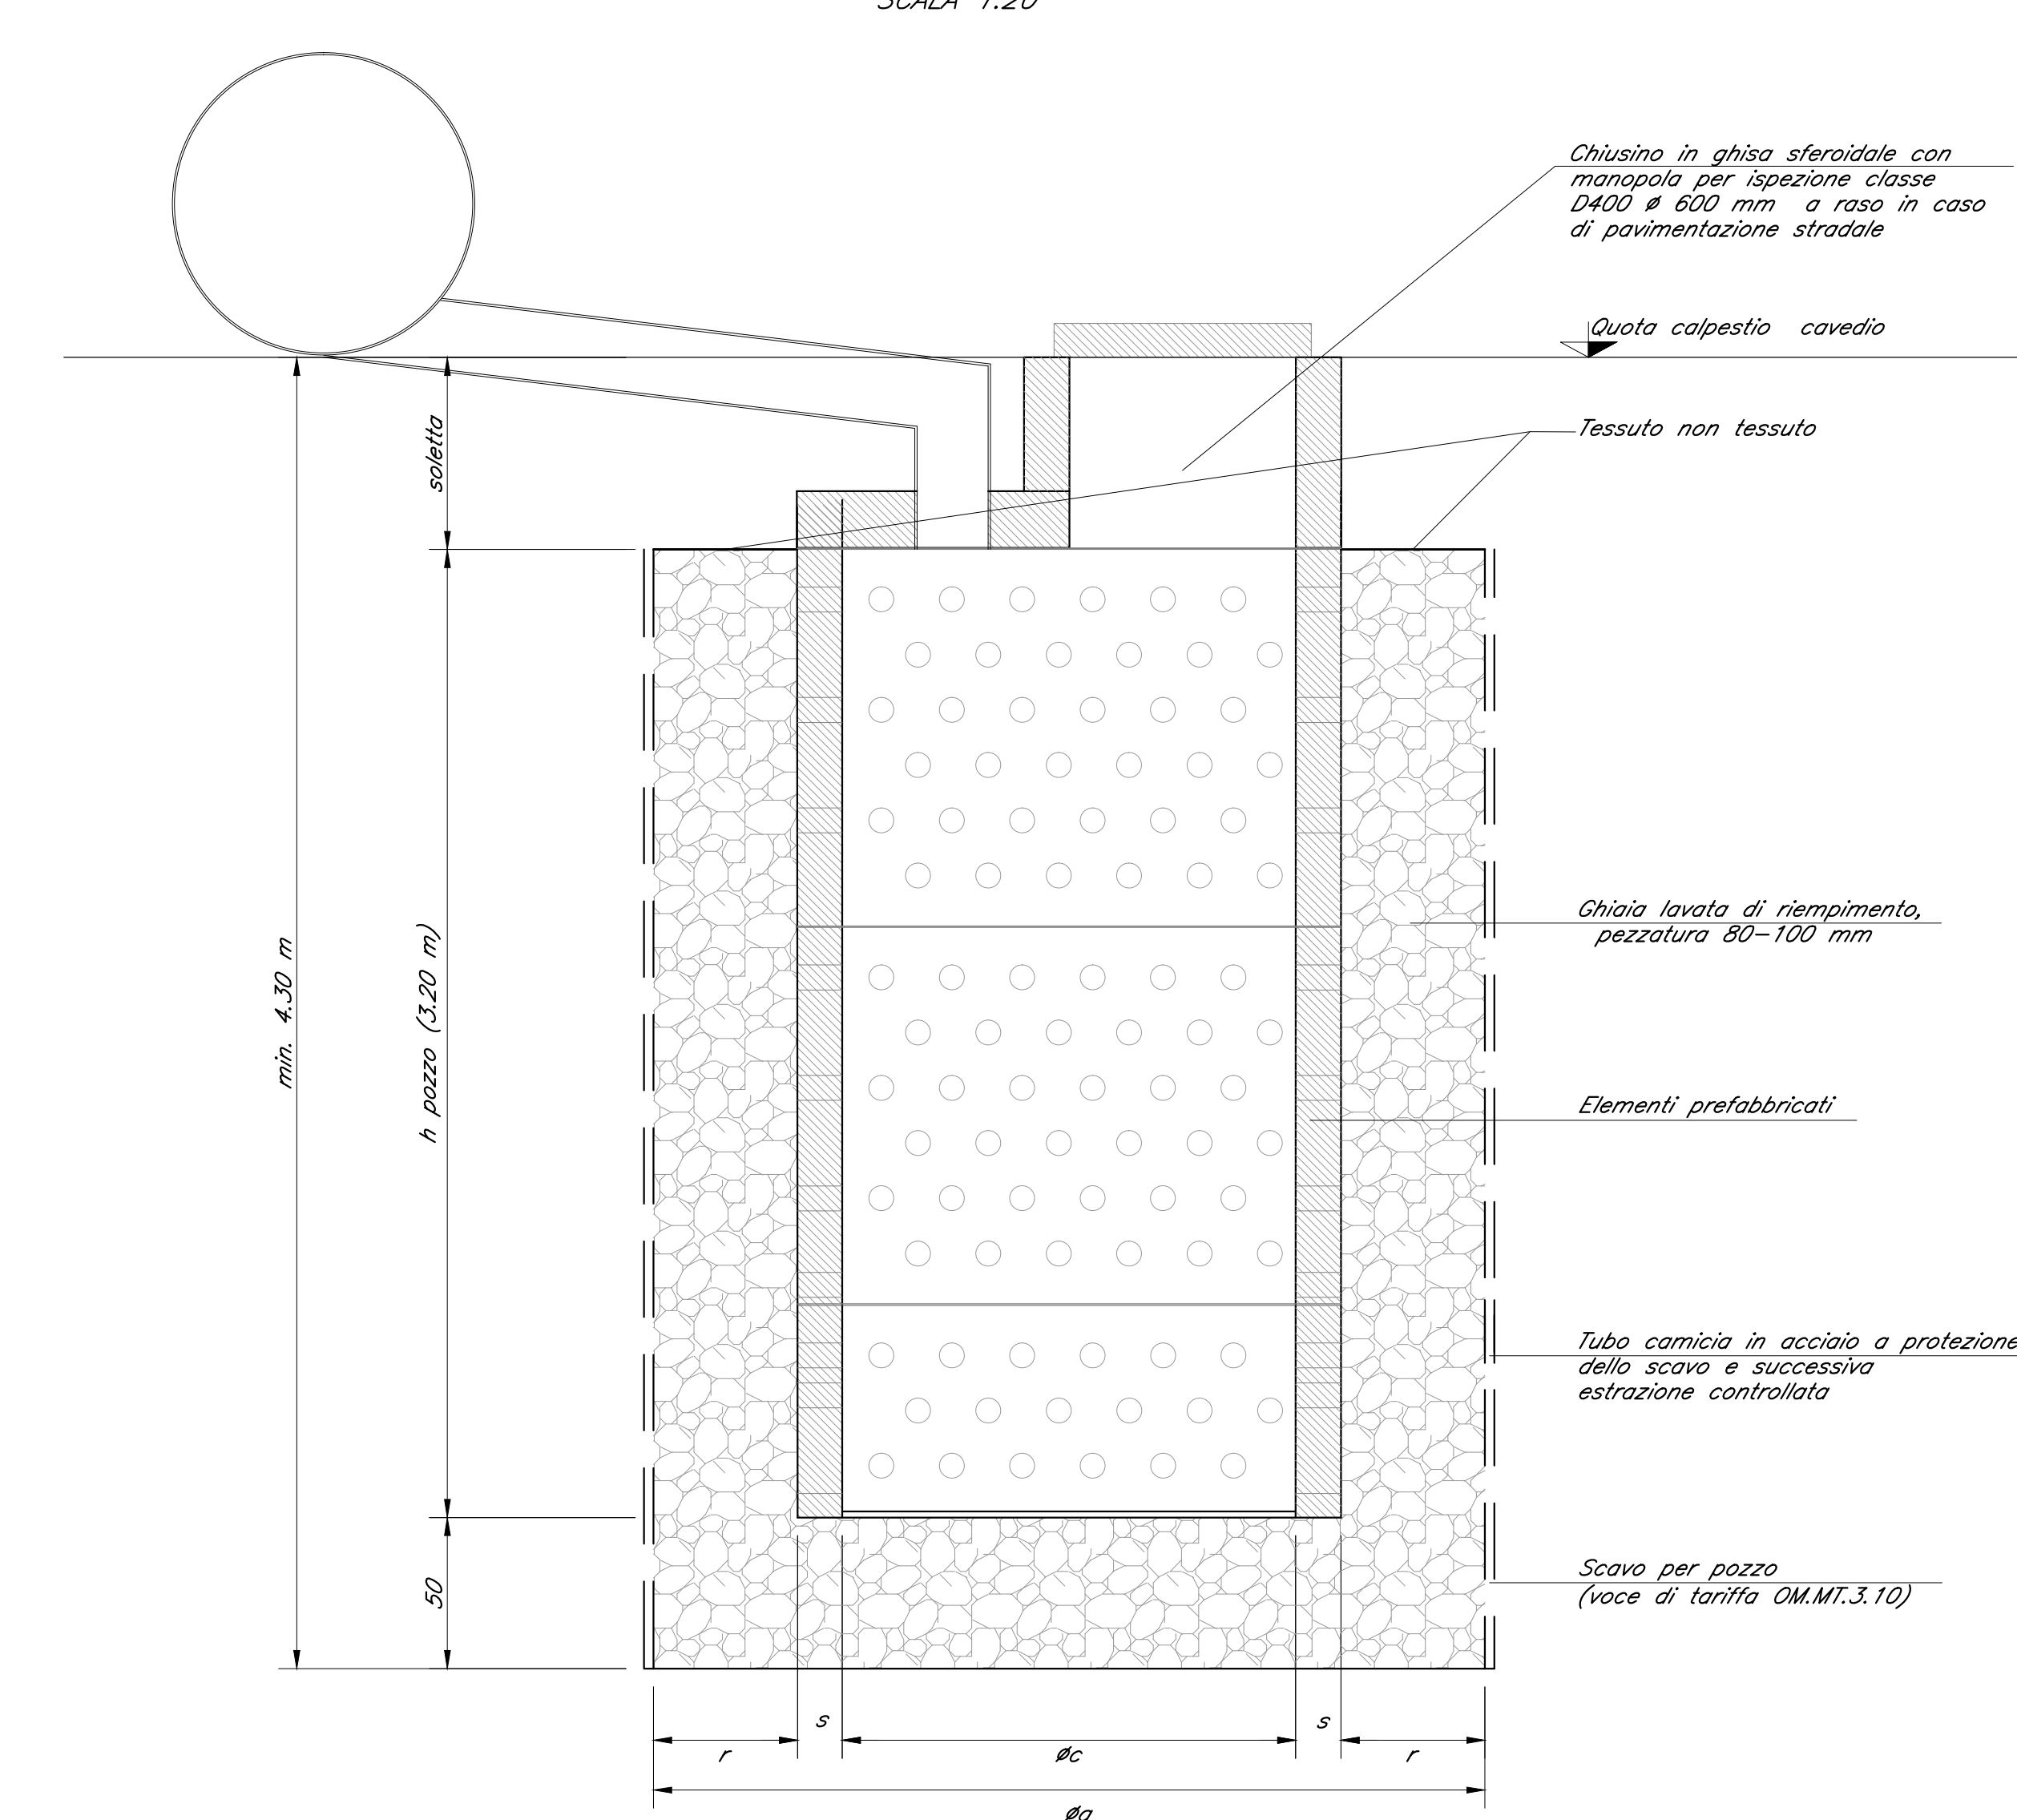 SCALA 1:20
Chiusino in ghisa sferoidale con
manopola per ispezione classe
D400 ø 600 mm a raso in caso
di pavimentazione stradale
Quota calpestio cavedio
Tessuto non tessuto
soletta
Ghiaia lavata di riempimento,
pezzatura 80-100 mm
min. 4.30 m
h pozzo (3.20 m)
Elementi prefabbricati
Tubo camicia in acciaio a protezione
dello scavo e successiva
estrazione controllata
Scavo per pozzo
(voce di tariffa OM.MT.3.10)
50
s
s
r
øc
r
øa